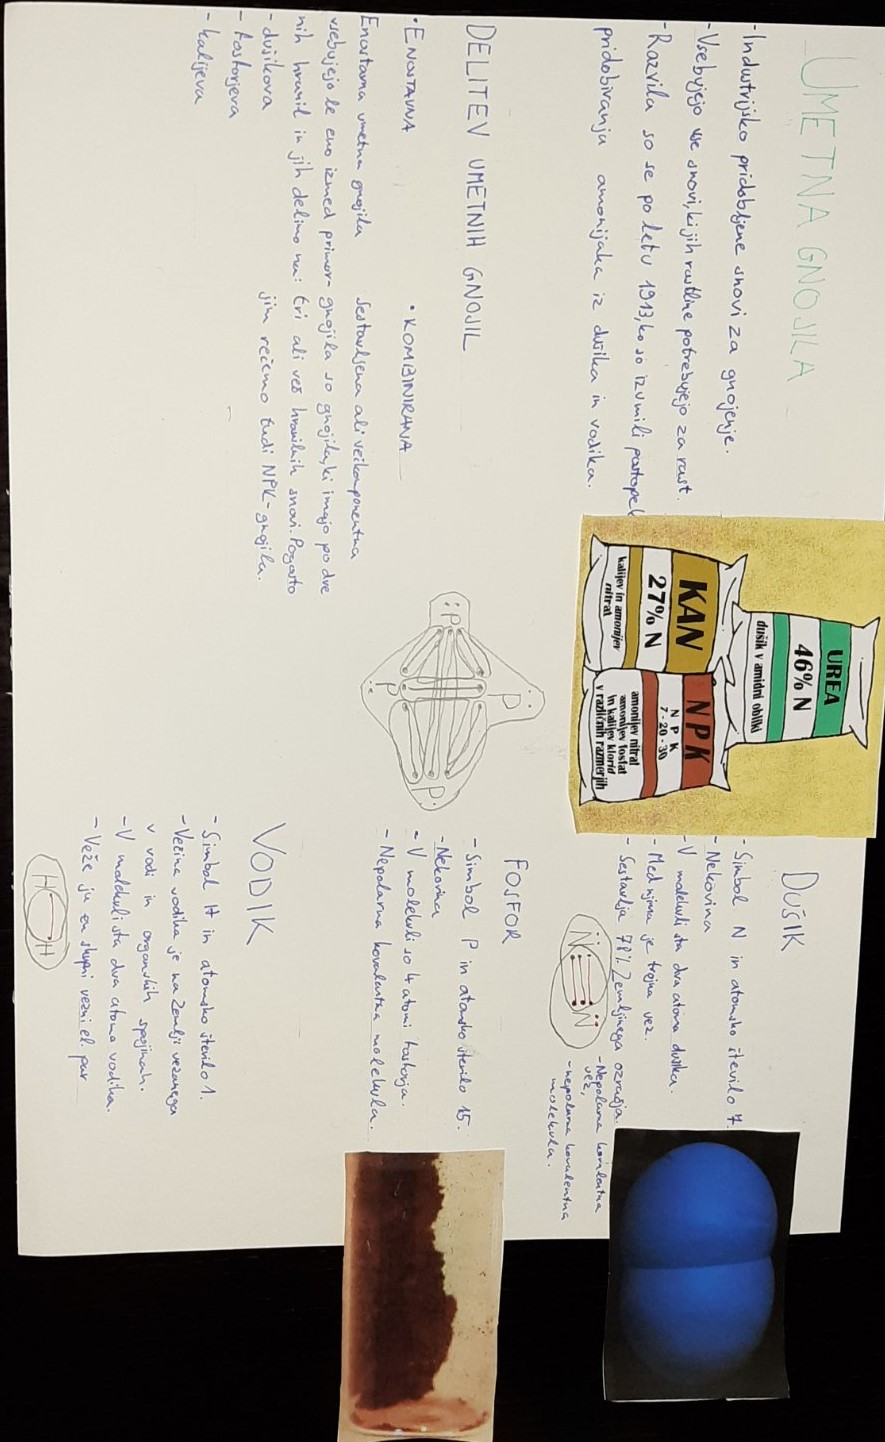 UMETNA GNOJILA
- Industrijsko pridobljene snovi za gnojenje.
- Vsebujejo vse snovi, ki jih rastline potrebujejo za rast.
- Razvila so se po letu 1913, ko so izumili postopek
pridobivanja amonijaka iz dušika in vodika.
DELITEV UMETNIH GNOJIL
• ENOSTAVNA
Enostavna umetna gnojila
vsebujejo le eno izmed primar-
nih hranil in jih delimo na:
- dušikova
- fosforjeva
- kalijeva
• KOMBINIRANA
Sestavljena ali večkomponentna
gnojila so gnojila, ki imajo po dve
tri ali več hranilnih snovi. Pogosto
jim rečemo tudi NPK-gnojila.
UREA
46% N
dušik v amidni obliki
KAN
27% N
kalijev in amonijev
nitrat
NPK
N P K
7 - 20 - 30
amonijev nitrat
amonijev fosfat
in kalijev klorid
v različnih razmerjih
P
P
P
P
DUŠIK
- Simbol N in atomsko število 7.
- Nekovina
- V molekuli sta dva atoma dušika.
- Med njima je trojna vez.
- Sestavlja 78% Zemljinega ozračja.
N
N
- Nepolarna kovalentna
vez,
- nepolarna kovalentna
molekula.
FOSFOR
- Simbol P in atomsko število 15.
- Nekovina
- V molekuli so 4 atomi fosforja.
- Nepolarna kovalentna molekula.
VODIK
- Simbol H in atomsko število 1.
- Večina vodika je na Zemlji vezanega
v vodi in organskih spojinah.
- V molekuli sta dva atoma vodika.
- Veže ju en skupni vezni el. par
H
H